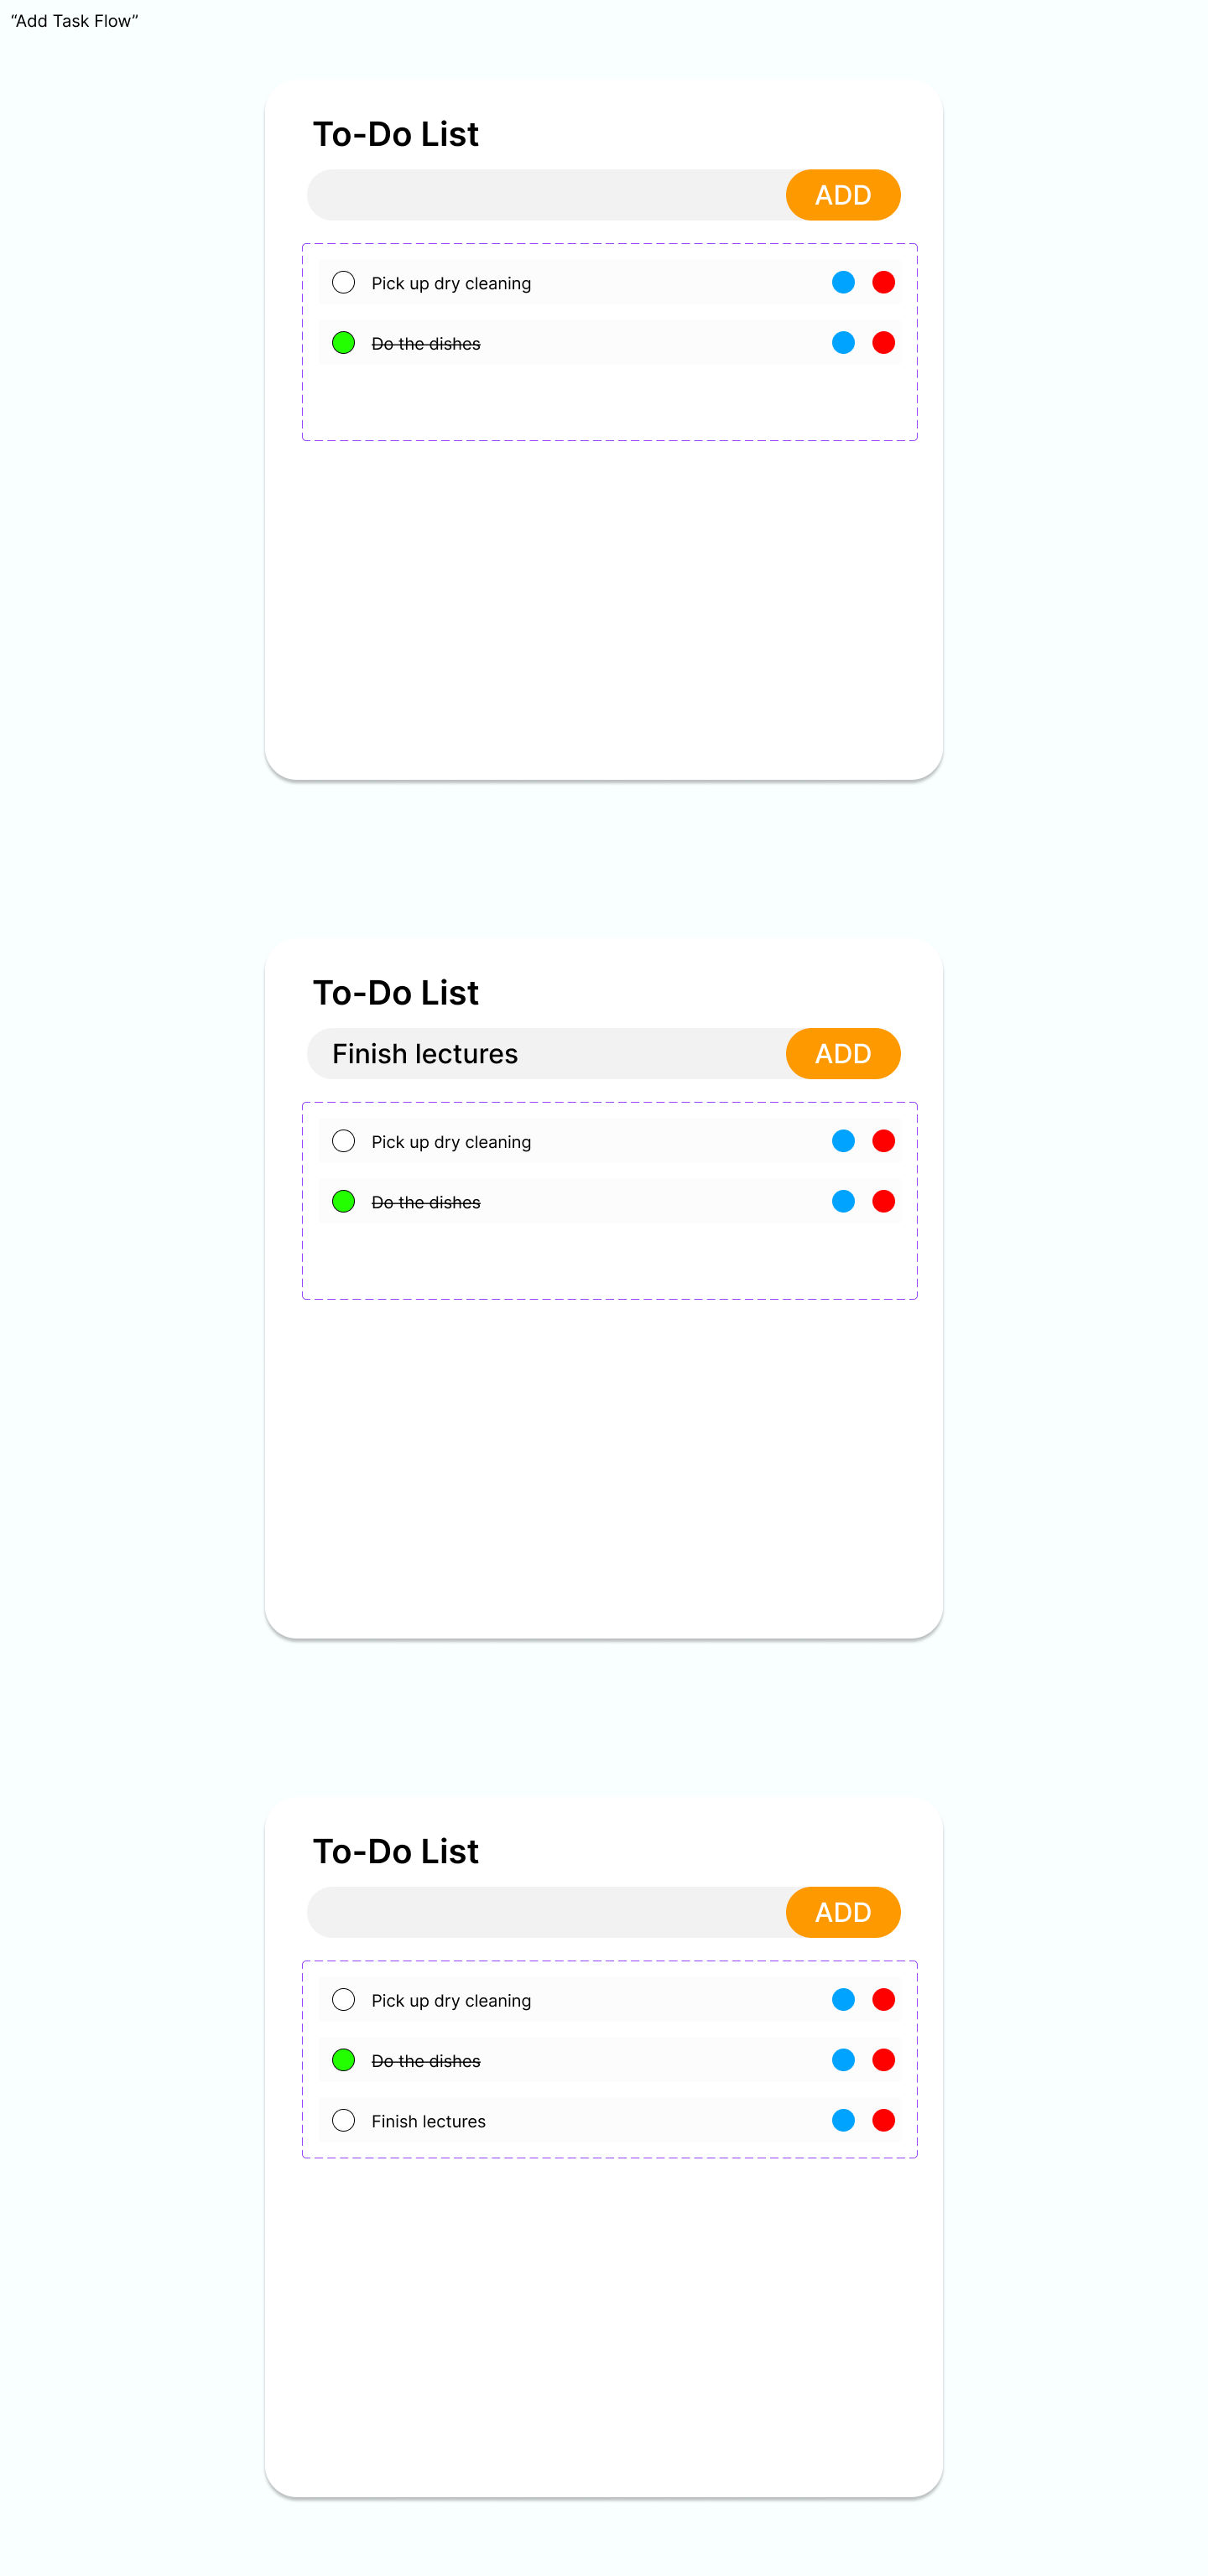 “Add Task Flow”
To-Do List
ADD
Pick up dry cleaning
Do the dishes
To-Do List
Finish lectures ADD
Pick up dry cleaning
Do the dishes
To-Do List
ADD
Pick up dry cleaning
Do the dishes
Finish lectures